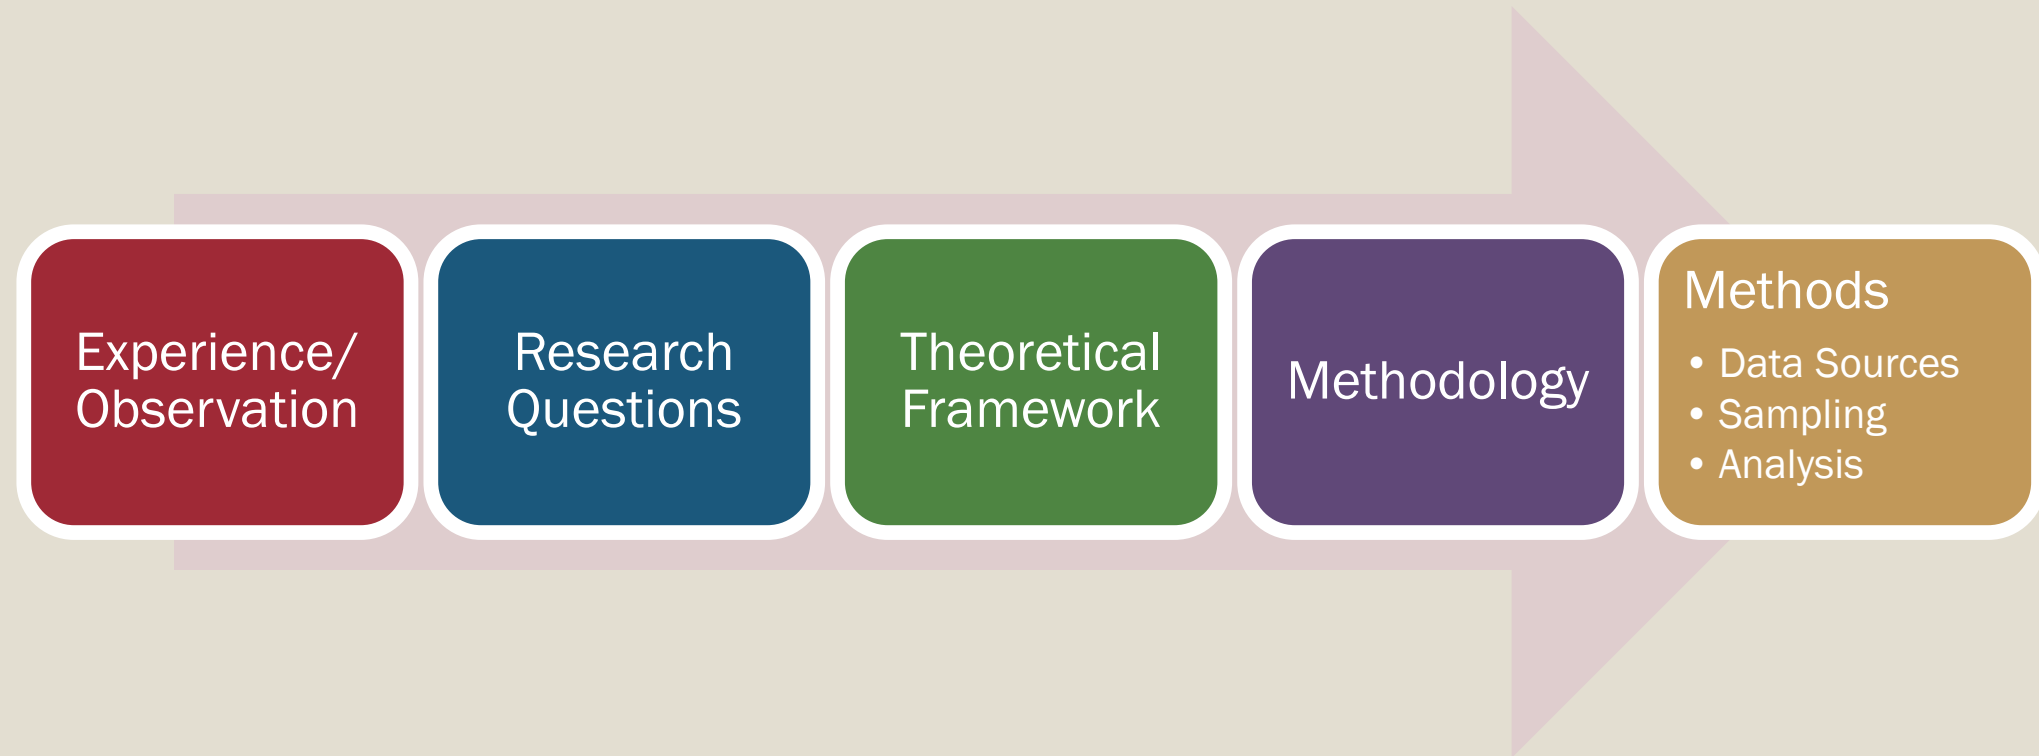 Experience/
Observation
Research
Questions
Theoretical
Framework
Methodology
Methods
• Data Sources
• Sampling
• Analysis